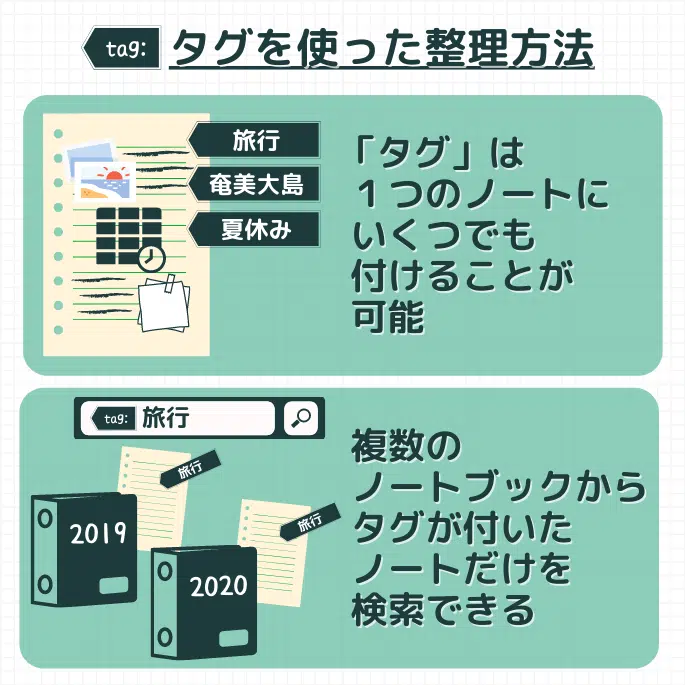 tag: タグを使った整理方法
旅行
奄美大島
夏休み
「タグ」は
１つのノートに
いくつでも
付けることが
可能
tag: 旅行
旅行
旅行
2019
2020
複数の
ノートブックから
タグが付いた
ノートだけを
検索できる